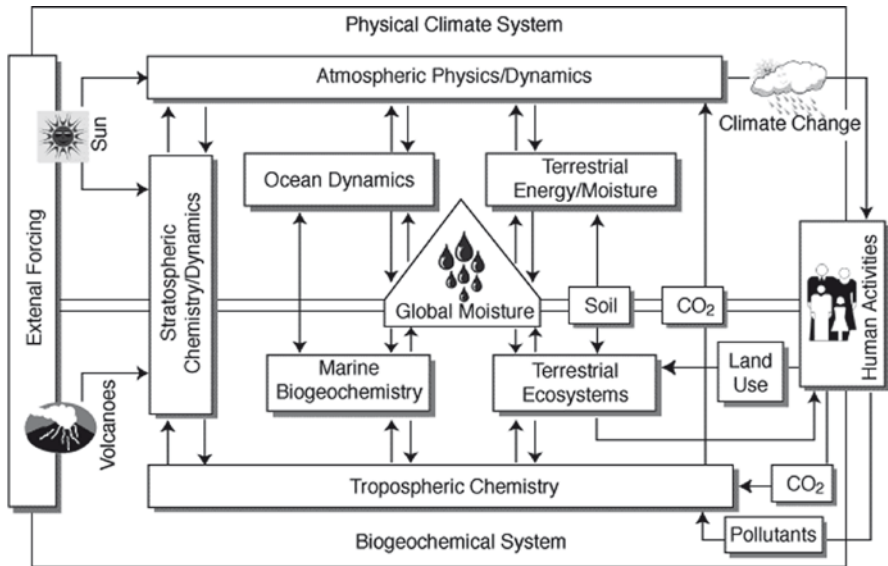 Physical Climate System
Atmospheric Physics/Dynamics
Climate Change
Sun
Ocean Dynamics
Terrestrial
Energy/Moisture
Stratospheric
Chemistry/Dynamics
Extenal Forcing
Global Moisture
Soil
CO₂
Human Activities
Marine
Biogeochemistry
Terrestrial
Ecosystems
Land
Use
Volcanoes
Tropospheric Chemistry
CO₂
Pollutants
Biogeochemical System